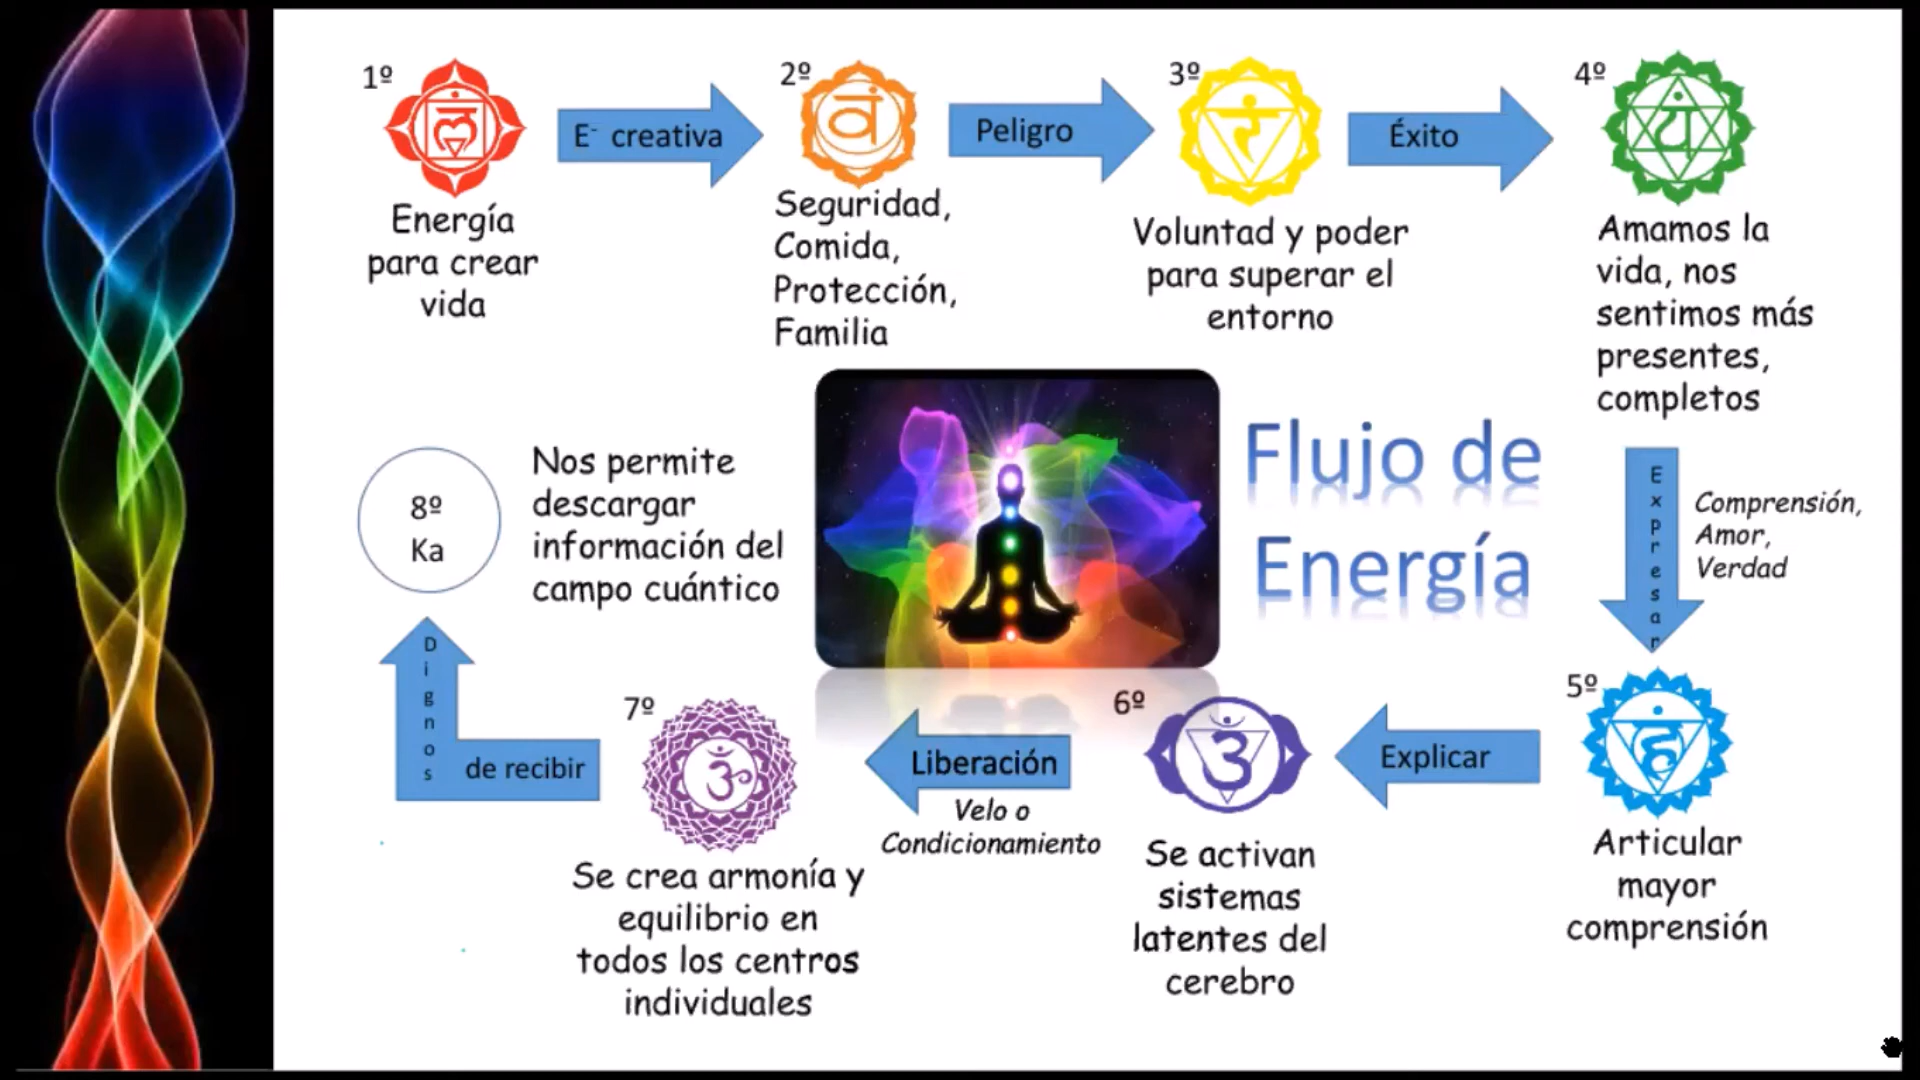 1º
E- creativa
Energía
para crear
vida
2º
Peligro
Seguridad,
Comida,
Protección,
Familia
3º
Éxito
Voluntad y poder
para superar el
entorno
4º
Amamos la
vida, nos
sentimos más
presentes,
completos
Flujo de
Energía
Expresar
Comprensión,
Amor,
Verdad
5º
Articular
mayor
comprensión
Explicar
6º
Se activan
sistemas
latentes del
cerebro
Liberación
Velo o
Condicionamiento
7º
Se crea armonía y
equilibrio en
todos los centros
individuales
Dignos
de recibir
8º
Ka
Nos permite
descargar
información del
campo cuántico
लं
वं
रं
यं
हं
ॐ
ॐ